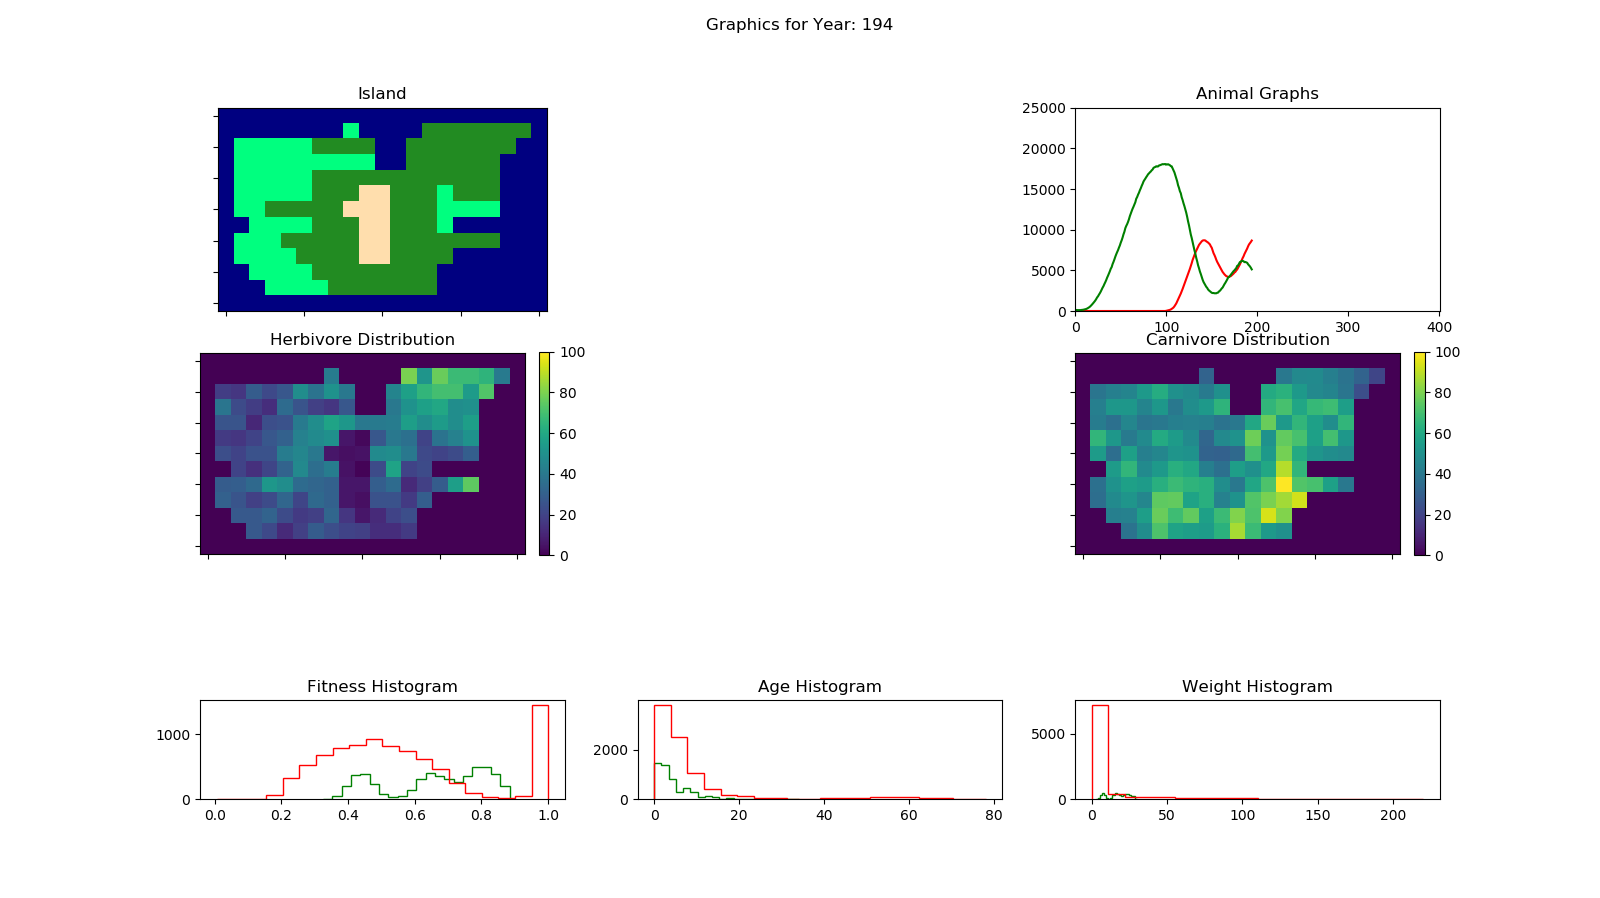 Graphics for Year: 194
Island
Animal Graphs
25000
20000
15000
10000
5000
0
0 100 200 300 400
Herbivore Distribution
100
80
60
40
20
0
Carnivore Distribution
100
80
60
40
20
0
Fitness Histogram
1000
0
0.0 0.2 0.4 0.6 0.8 1.0
Age Histogram
2000
0
0 20 40 60 80
Weight Histogram
5000
0
0 50 100 150 200